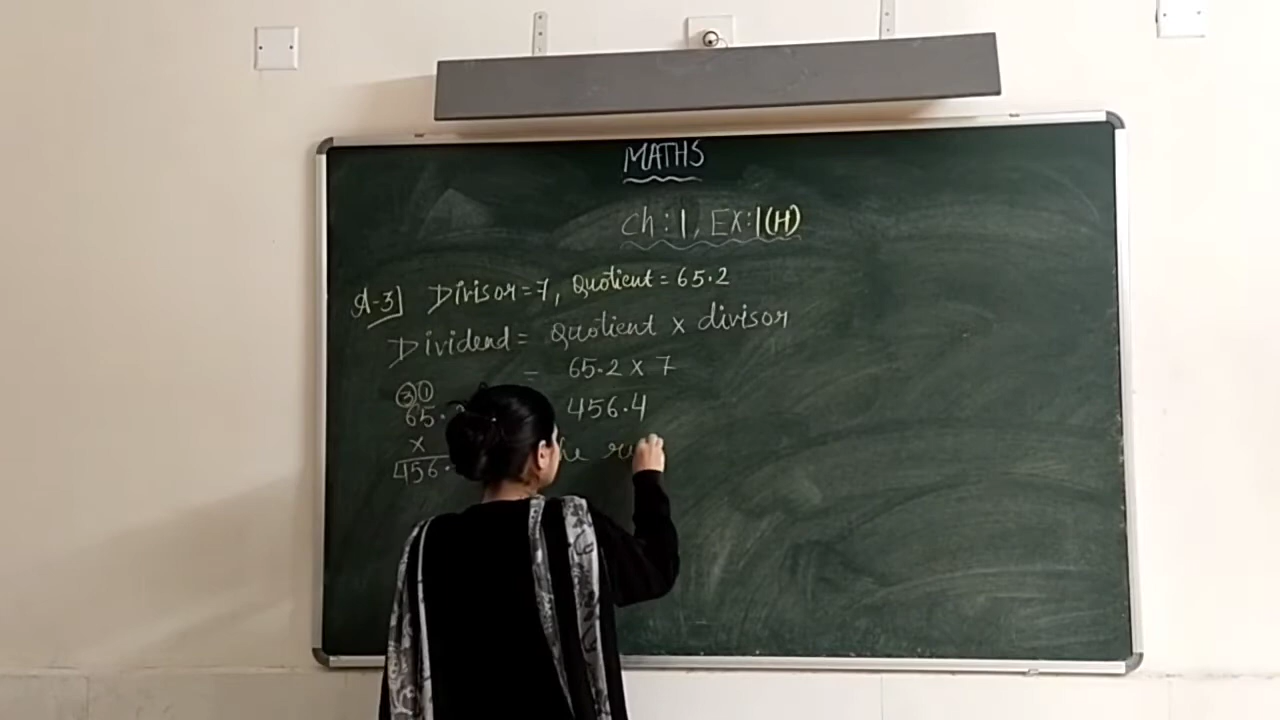 MATHS
Ch:1, EX:1(H)
A-3] Divisor=7, Quotient=65.2
Dividend = Quotient x divisor
= 65.2 x 7
③①
65.
456.4
x
456.